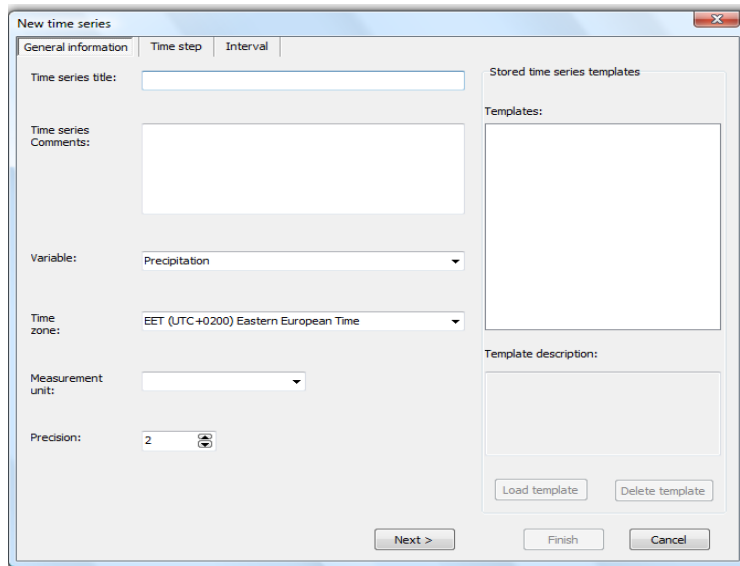 New time series
General information
Time step
Interval
Time series title:
Time series
Comments:
Variable:
Precipitation
Time
zone:
EET (UTC+0200) Eastern European Time
Measurement
unit:
Precision:
2
Stored time series templates
Templates:
Template description:
Load template
Delete template
Next >
Finish
Cancel